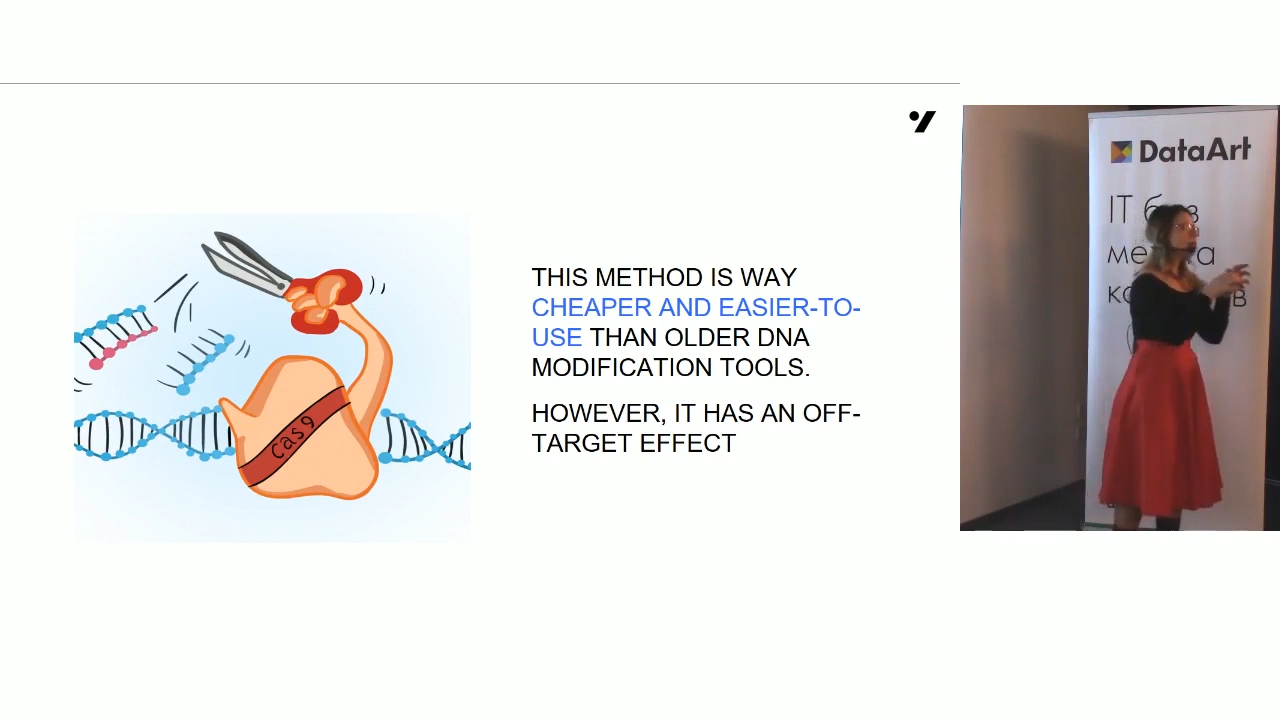 THIS METHOD IS WAY
CHEAPER AND EASIER-TO-
USE THAN OLDER DNA
MODIFICATION TOOLS.
HOWEVER, IT HAS AN OFF-
TARGET EFFECT
cas9
DataArt
IT